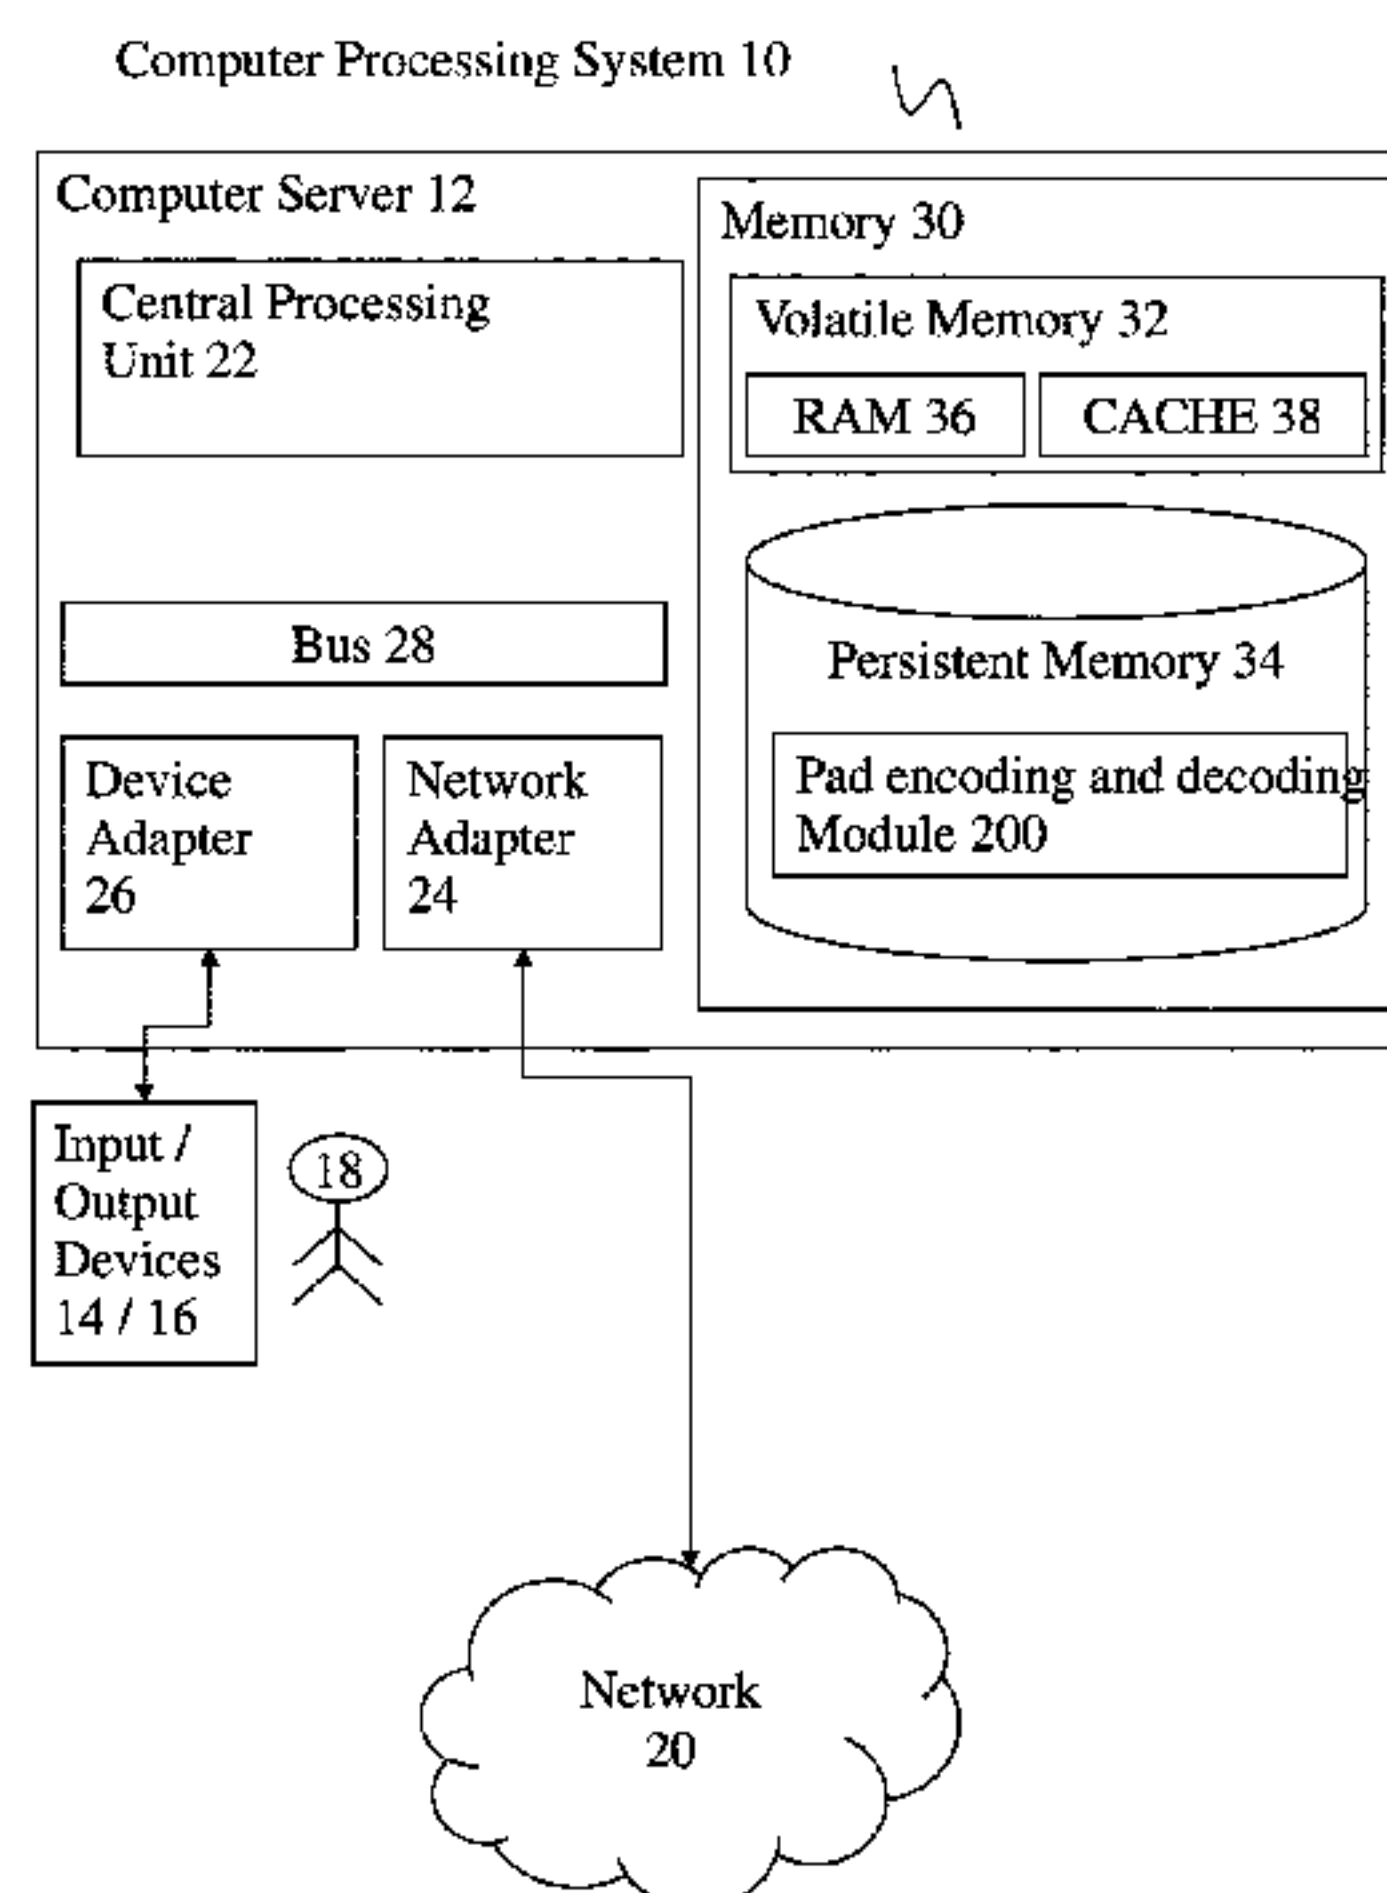 Computer Processing System 10
Computer Server 12
Central Processing
Unit 22
Bus 28
Device
Adapter
26
Network
Adapter
24
Memory 30
Volatile Memory 32
RAM 36
CACHE 38
Persistent Memory 34
Pad encoding and decoding
Module 200
Input /
Output
Devices
14 / 16
18
Network
20